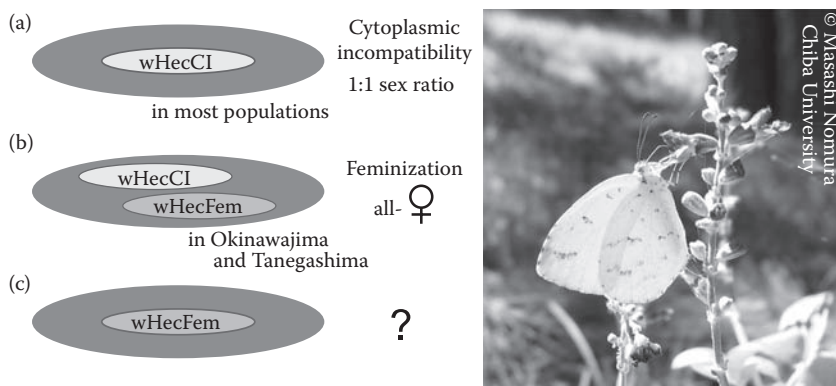 (a)
wHecCI
Cytoplasmic
incompatibility
1:1 sex ratio
in most populations
(b)
wHecCI
wHecFem
Feminization
all-♀
in Okinawajima
and Tanegashima
(c)
wHecFem
?
© Masashi Nomura
Chiba University